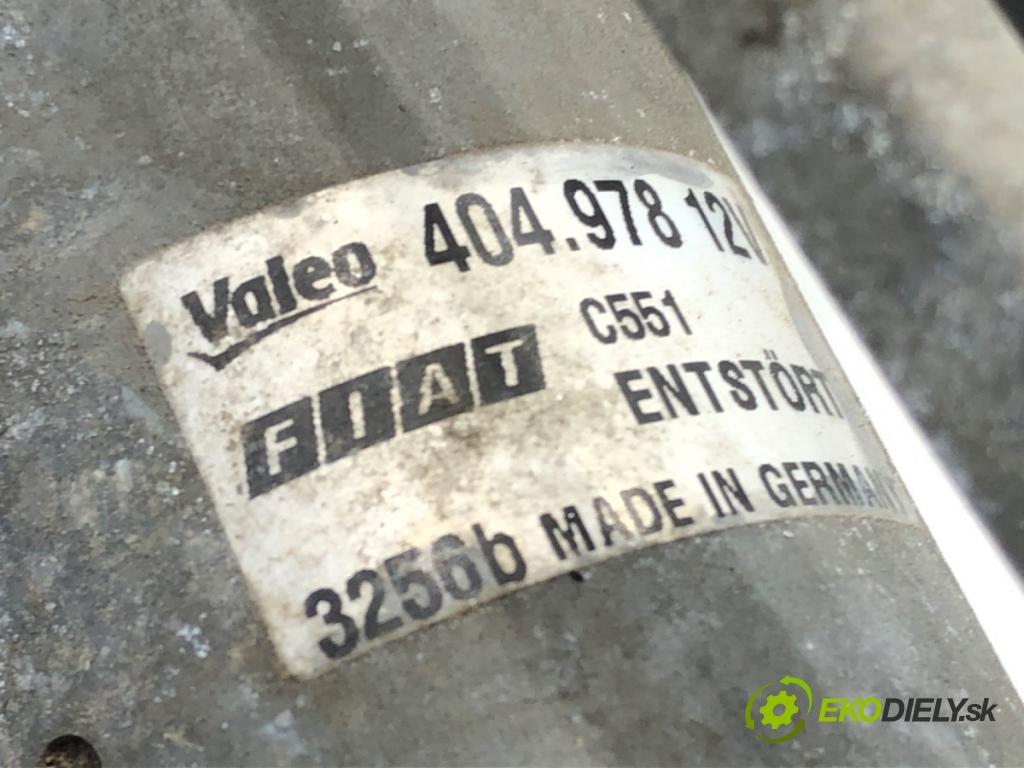 Valeo 404.978 12V
C551
FIAT ENTSTÖRT
3256b MADE IN GERMANY
EKODIELY.sk